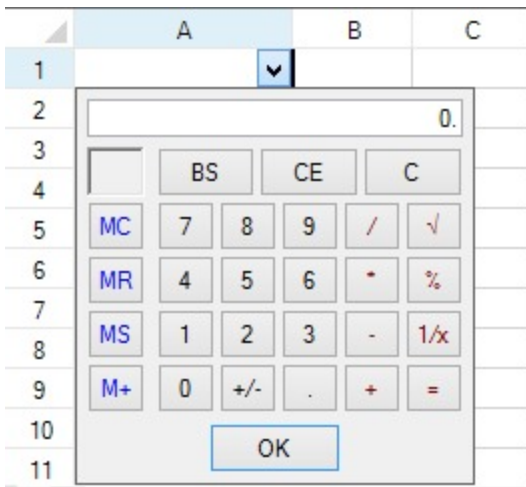 A B C
1
2
0.
3
4
BS CE C
5
MC 7 8 9 / √
6
MR 4 5 6 * %
7
8
MS 1 2 3 - 1/x
9
M+ 0 +/- . + =
10
OK
11